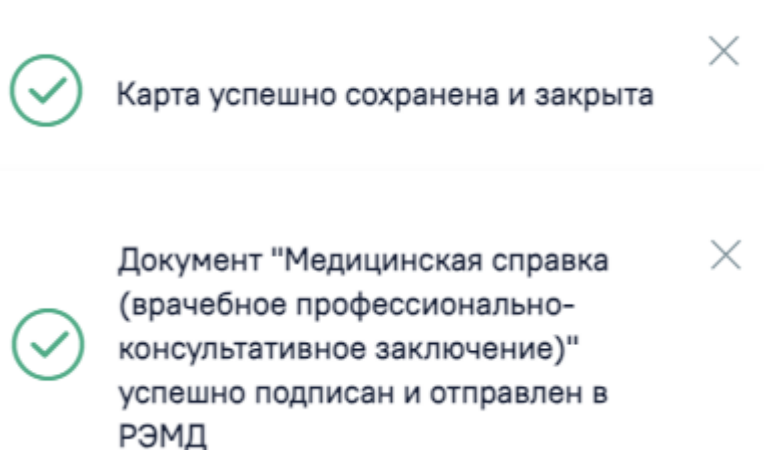 Карта успешно сохранена и закрыта
Документ "Медицинская справка
(врачебное профессионально-
консультативное заключение)"
успешно подписан и отправлен в
РЭМД